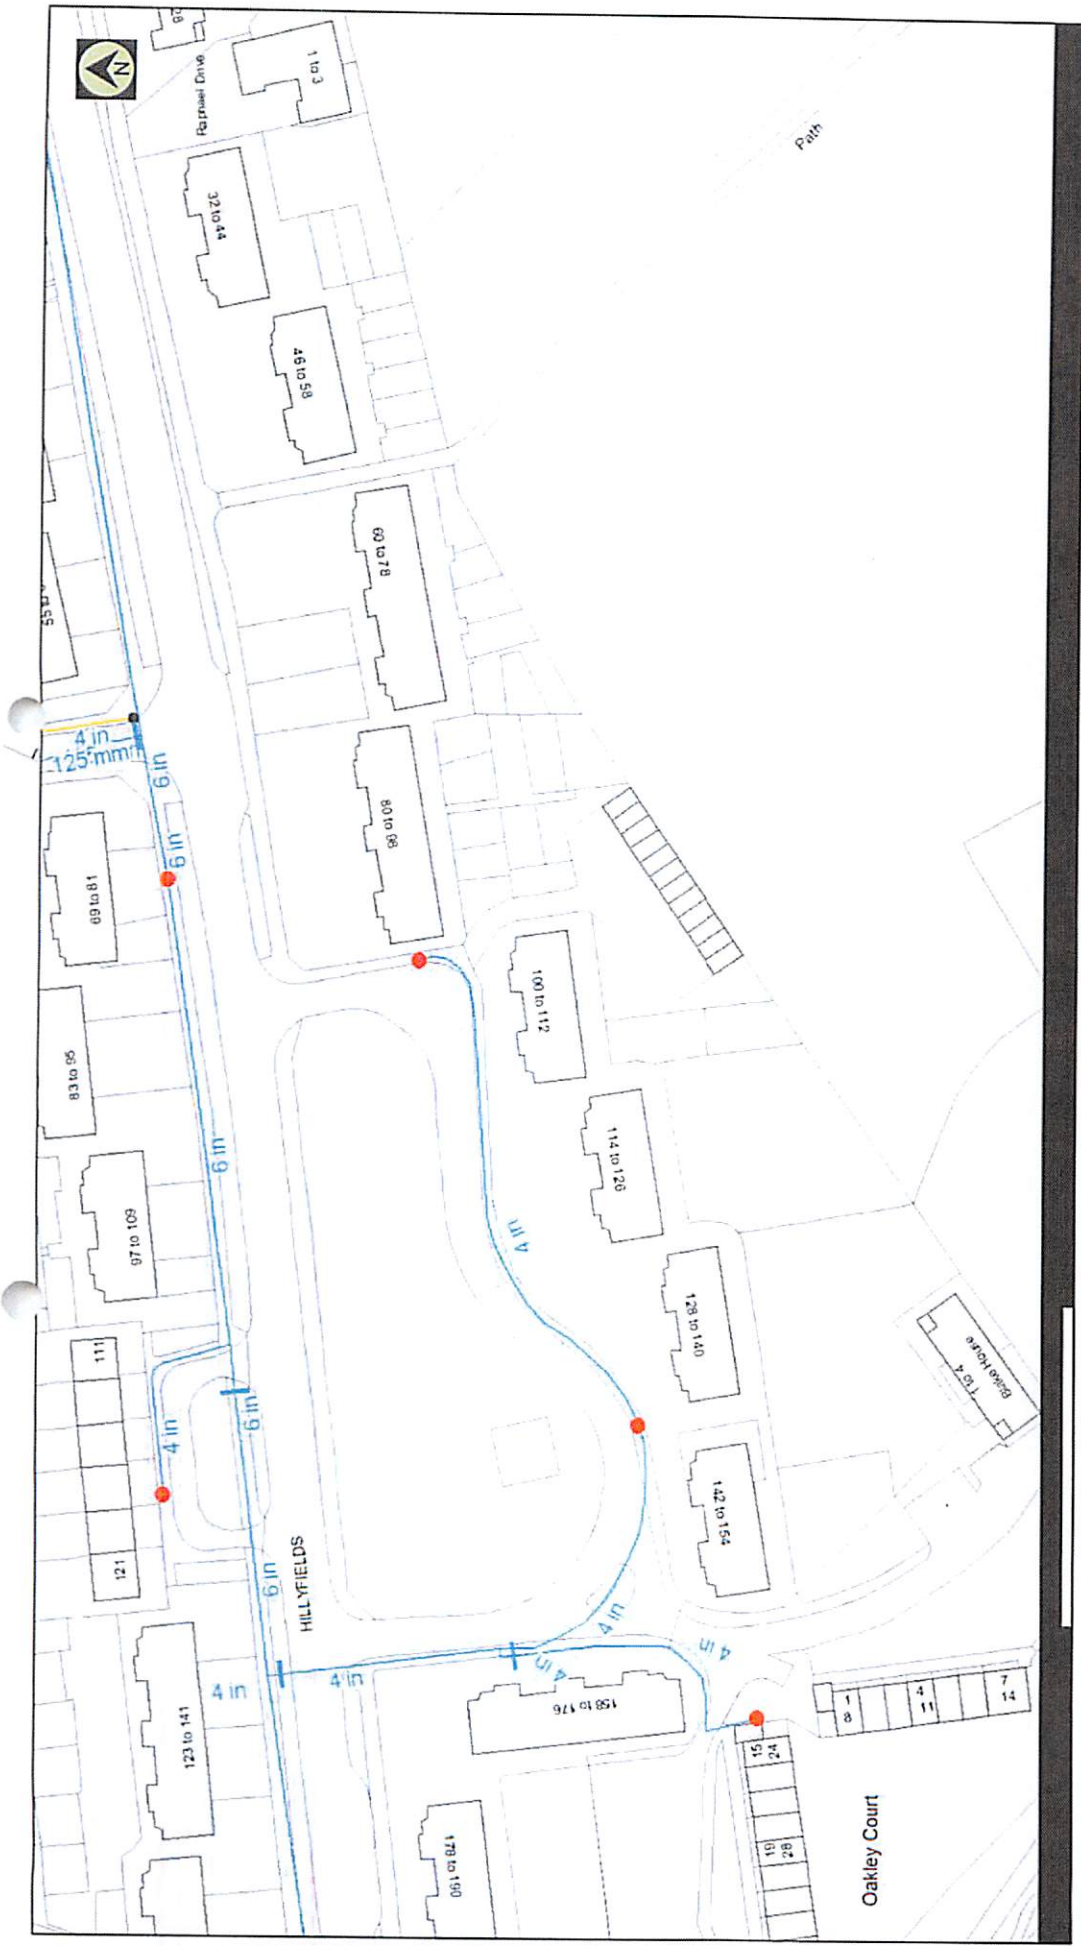 N
28
Raphael Drive
1 to 3
32 to 44
46 to 58
Path
60 to 78
80 to 98
4 in
125 mm
6 in
6 in
69 to 81
83 to 95
100 to 112
6 in
97 to 109
4 in
114 to 126
128 to 140
Blake House
1 to 4
111
6 in
4 in
142 to 154
121
6 in
HILLYFIELDS
4 in
4 in
4 in
4 in
4 in
123 to 141
158 to 176
178 to 190
1
8
4
11
7
14
15
24
19
28
Oakley Court